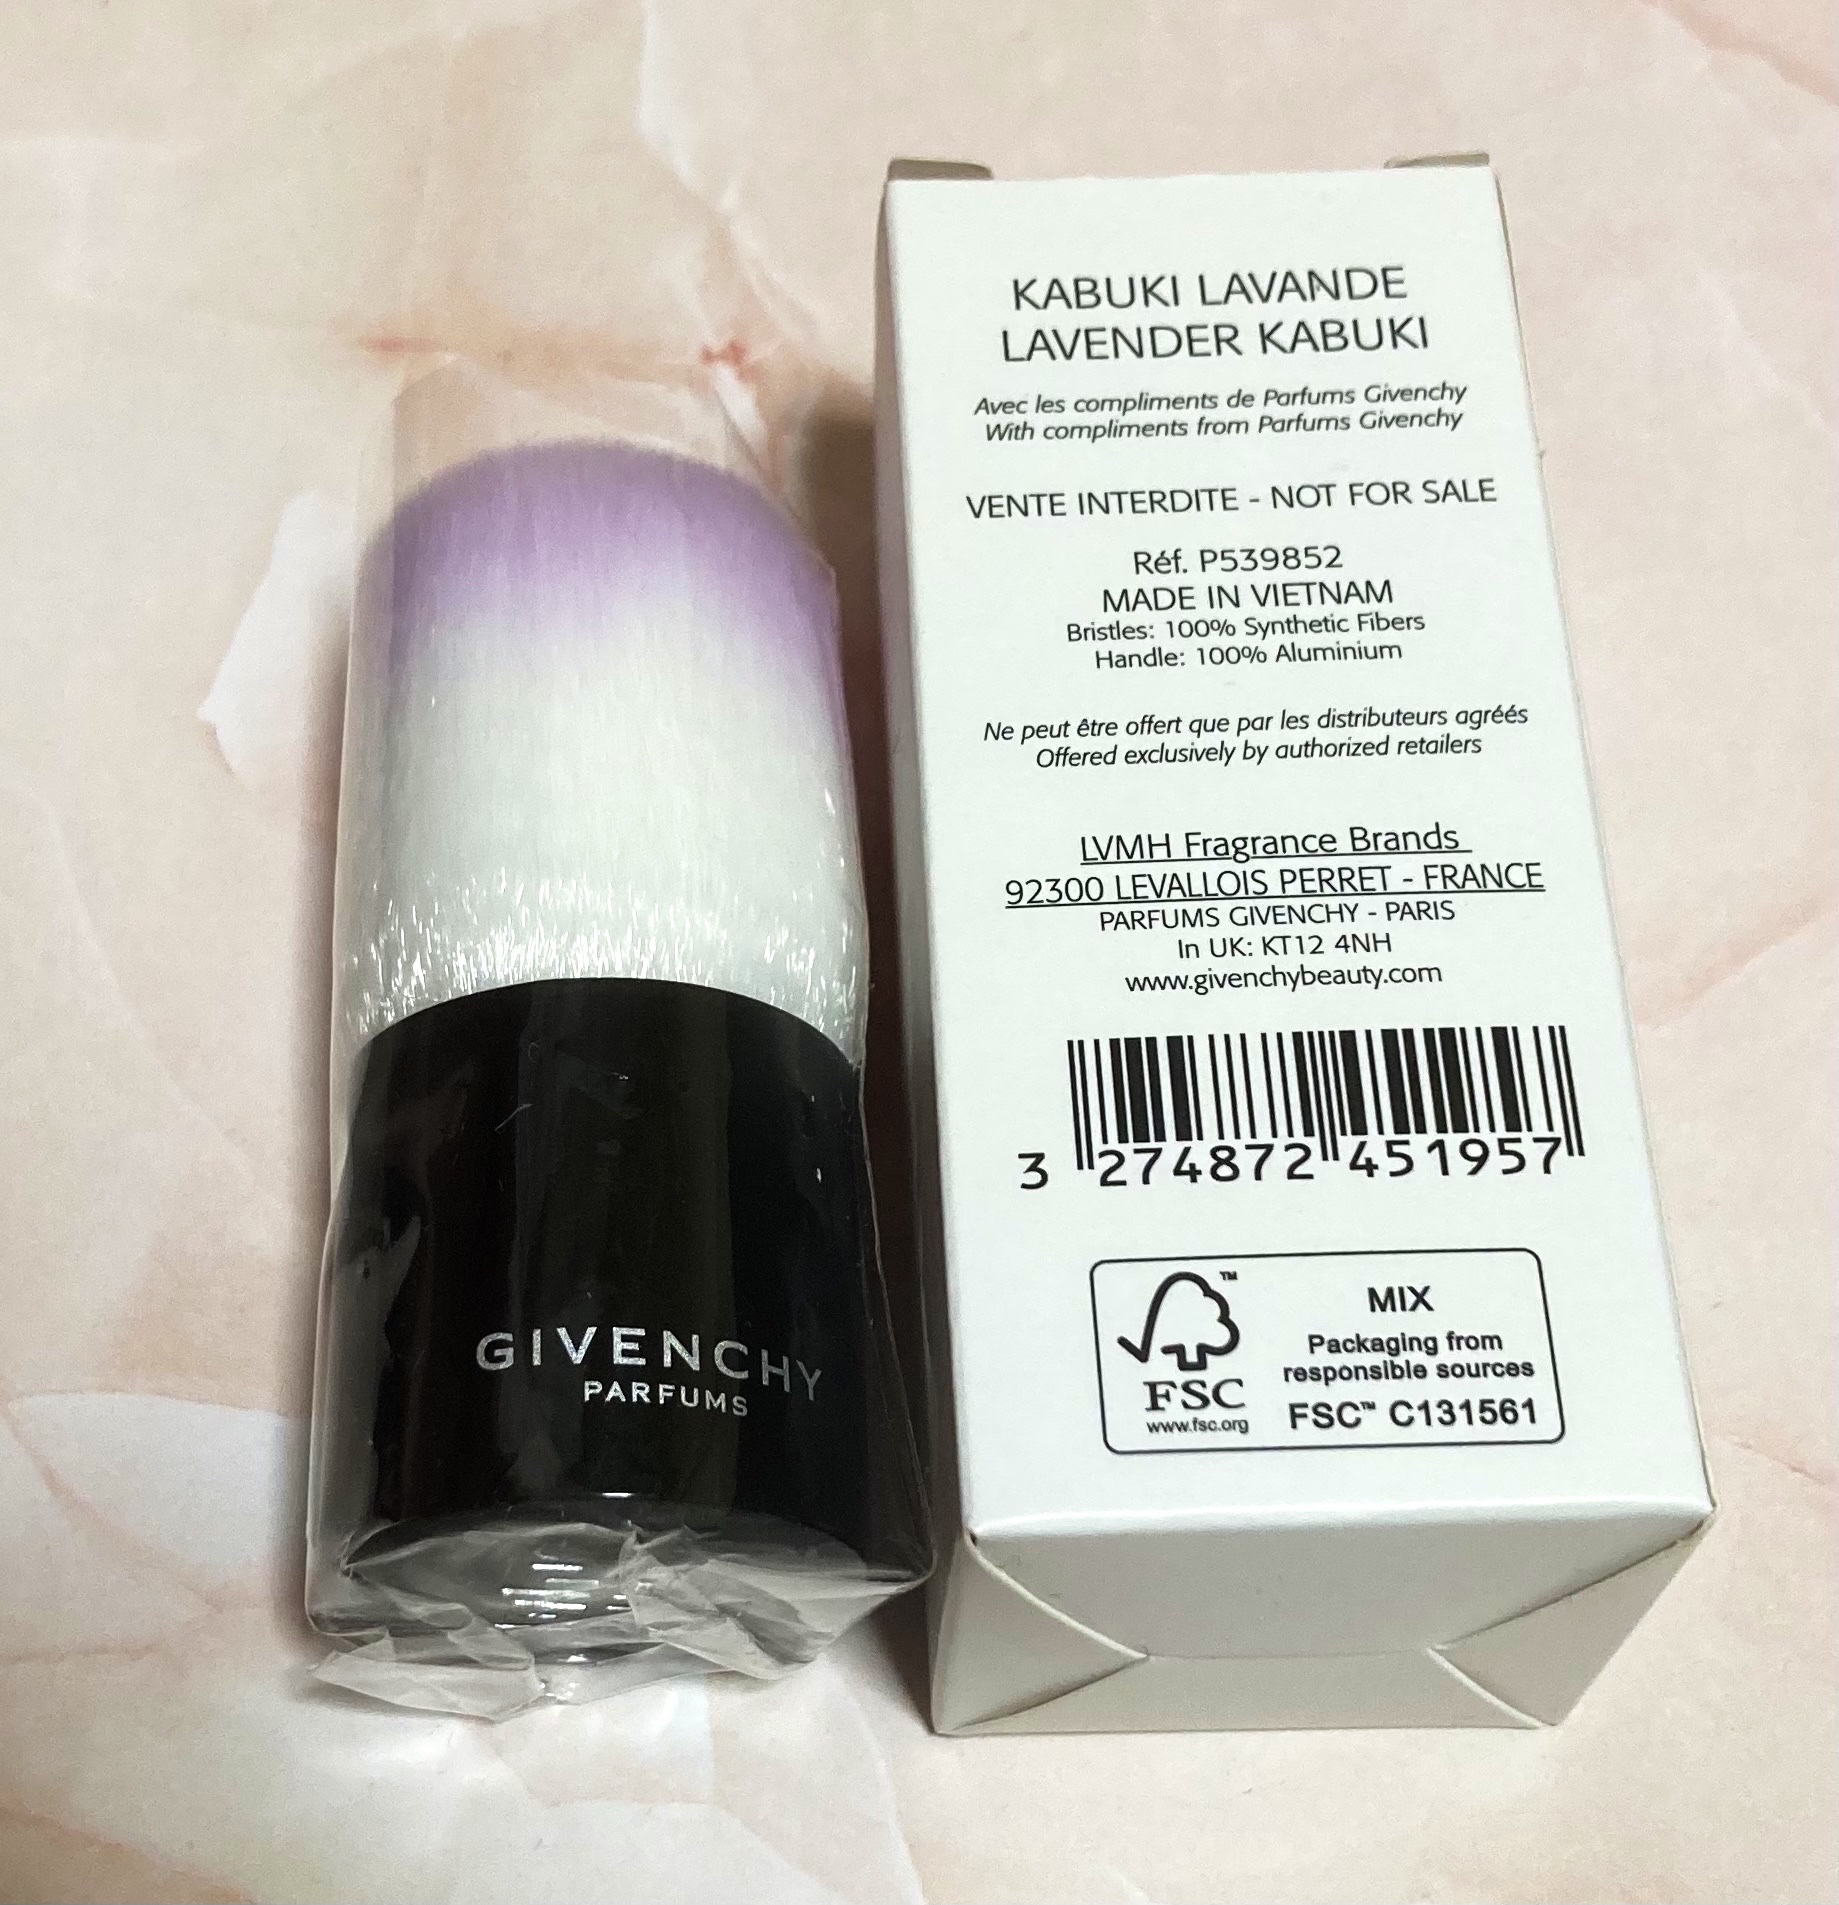 GIVENCHY
PARFUMS
KABUKI LAVANDE
LAVENDER KABUKI
Avec les compliments de Parfums Givenchy
With compliments from Parfums Givenchy
VENTE INTERDITE - NOT FOR SALE
Réf. P539852
MADE IN VIETNAM
Bristles: 100% Synthetic Fibers
Handle: 100% Aluminium
Ne peut être offert que par les distributeurs agréés
Offered exclusively by authorized retailers
LVMH Fragrance Brands
92300 LEVALLOIS PERRET - FRANCE
PARFUMS GIVENCHY - PARIS
In UK: KT12 4NH
www.givenchybeauty.com
3 274872 451957
TM
FSC
www.fsc.org
MIX
Packaging from
responsible sources
FSC™ C131561